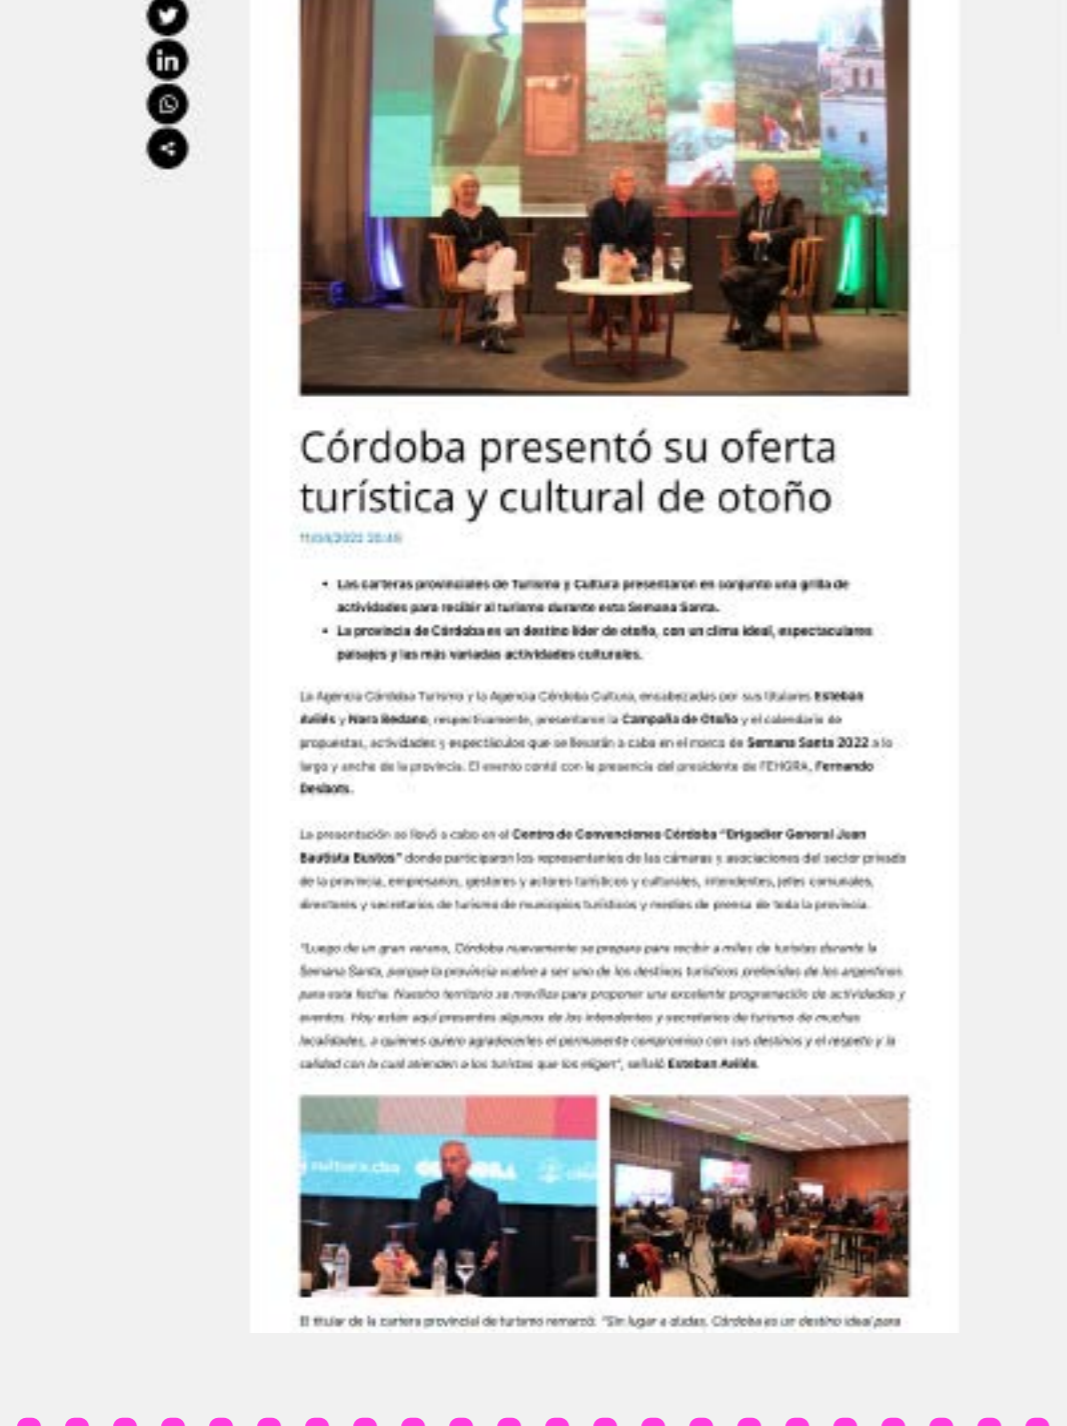 in
Córdoba presentó su oferta
turística y cultural de otoño
11/04/2022 20:48
• Las carteras provinciales de Turismo y Cultura presentaron en conjunto una grilla de
actividades para recibir al turismo durante esta Semana Santa.
• La provincia de Córdoba es un destino líder de otoño, con un clima ideal, espectaculares
paisajes y las más variadas actividades culturales.
La Agencia Córdoba Turismo y la Agencia Córdoba Cultura, encabezadas por sus titulares Esteban
Avilés y Nora Bedano, respectivamente, presentaron la Campaña de Otoño y el calendario de
propuestas, actividades y espectáculos que se llevarán a cabo en el marco de Semana Santa 2022 a lo
largo y ancho de la provincia. El evento contó con la presencia del presidente de FEHGRA, Fernando
Desbots.
La presentación se llevó a cabo en el Centro de Convenciones Córdoba “Brigadier General Juan
Bautista Bustos” donde participaron los representantes de las cámaras y asociaciones del sector privado
de la provincia, empresarios, gestores y actores turísticos y culturales, intendentes, jefes comunales,
directores y secretarios de turismo de municipios turísticos y medios de prensa de toda la provincia.
“Luego de un gran verano, Córdoba nuevamente se prepara para recibir a miles de turistas durante la
Semana Santa, porque la provincia vuelve a ser uno de los destinos turísticos preferidos de los argentinos
para esta fecha. Nuestro territorio se moviliza para proponer una excelente programación de actividades y
eventos. Hoy están aquí presentes algunos de los intendentes y secretarios de turismo de muchas
localidades, a quienes quiero agradecerles el permanente compromiso con sus destinos y el respeto y la
calidad con la cual atienden a los turistas que los eligen”, señaló Esteban Avilés.
cultura.cba
El titular de la cartera provincial de turismo remarcó: “Sin lugar a dudas, Córdoba es un destino ideal para